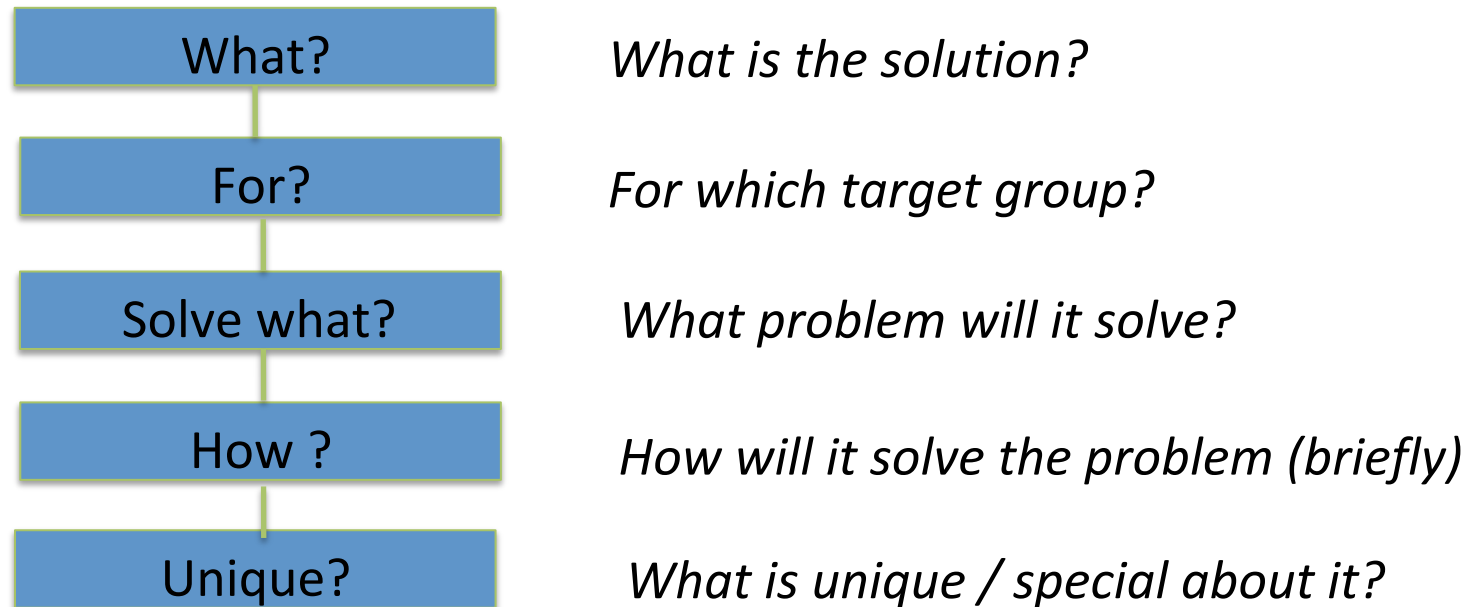 What?
What is the solution?
For?
For which target group?
Solve what?
What problem will it solve?
How ?
How will it solve the problem (briefly)
Unique?
What is unique / special about it?